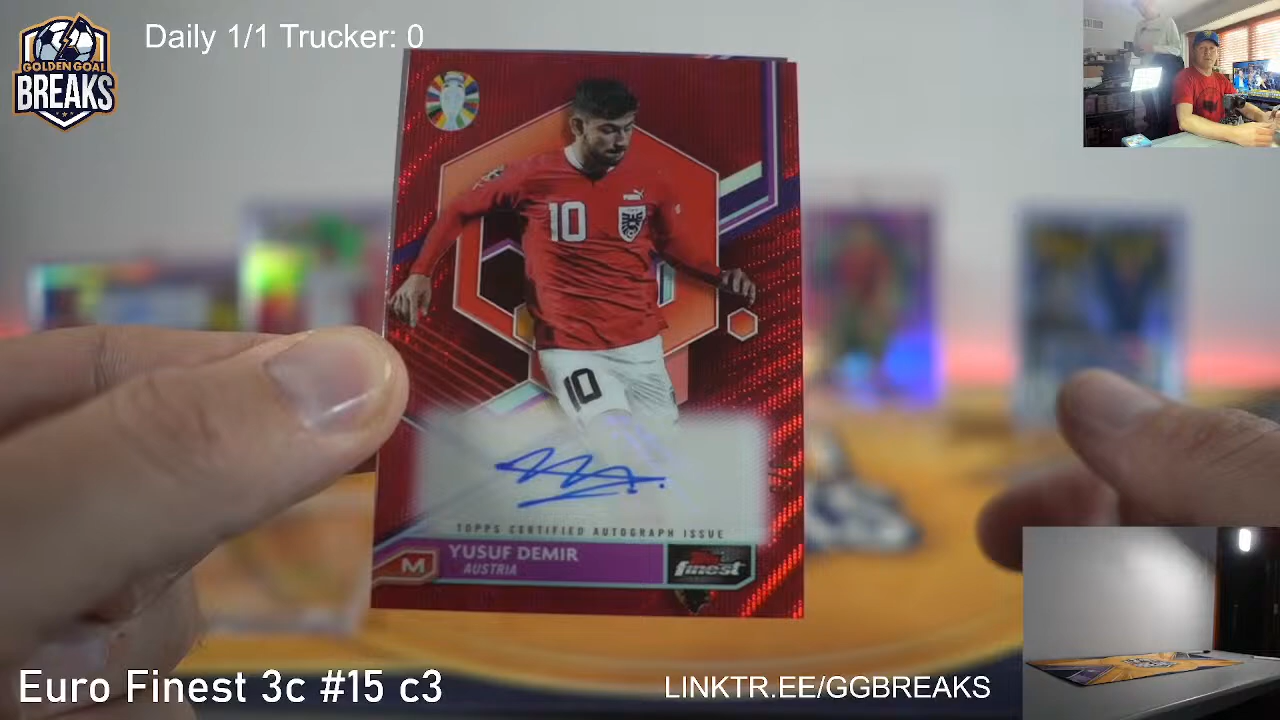 GOLDEN GOAL
BREAKS
Daily 1/1 Trucker: 0
10
10
TOPPS CERTIFIED AUTOGRAPH ISSUE
YUSUF DEMIR
M
AUSTRIA
finest
Euro Finest 3c #15 c3
LINKTR.EE/GGBREAKS